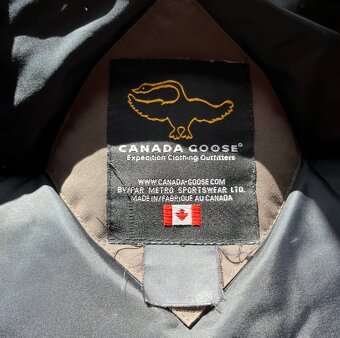 CANADA GOOSE®
Expedition Clothing Outfitters
WWW.CANADA-GOOSE.COM
BY/PAR METRO SPORTSWEAR LTD.
MADE IN/FABRIQUÉ AU CANADA